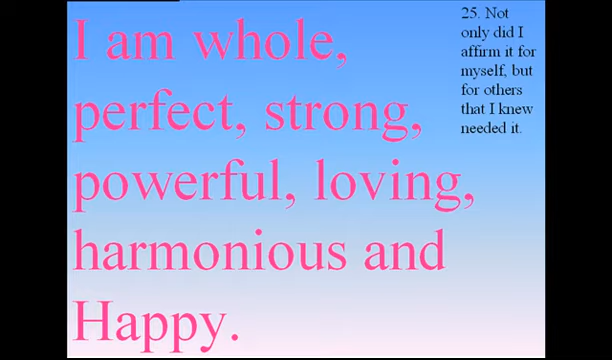 I am whole,
perfect, strong,
powerful, loving,
harmonious and
Happy.
25. Not
only did I
affirm it for
myself, but
for others
that I knew
needed it.